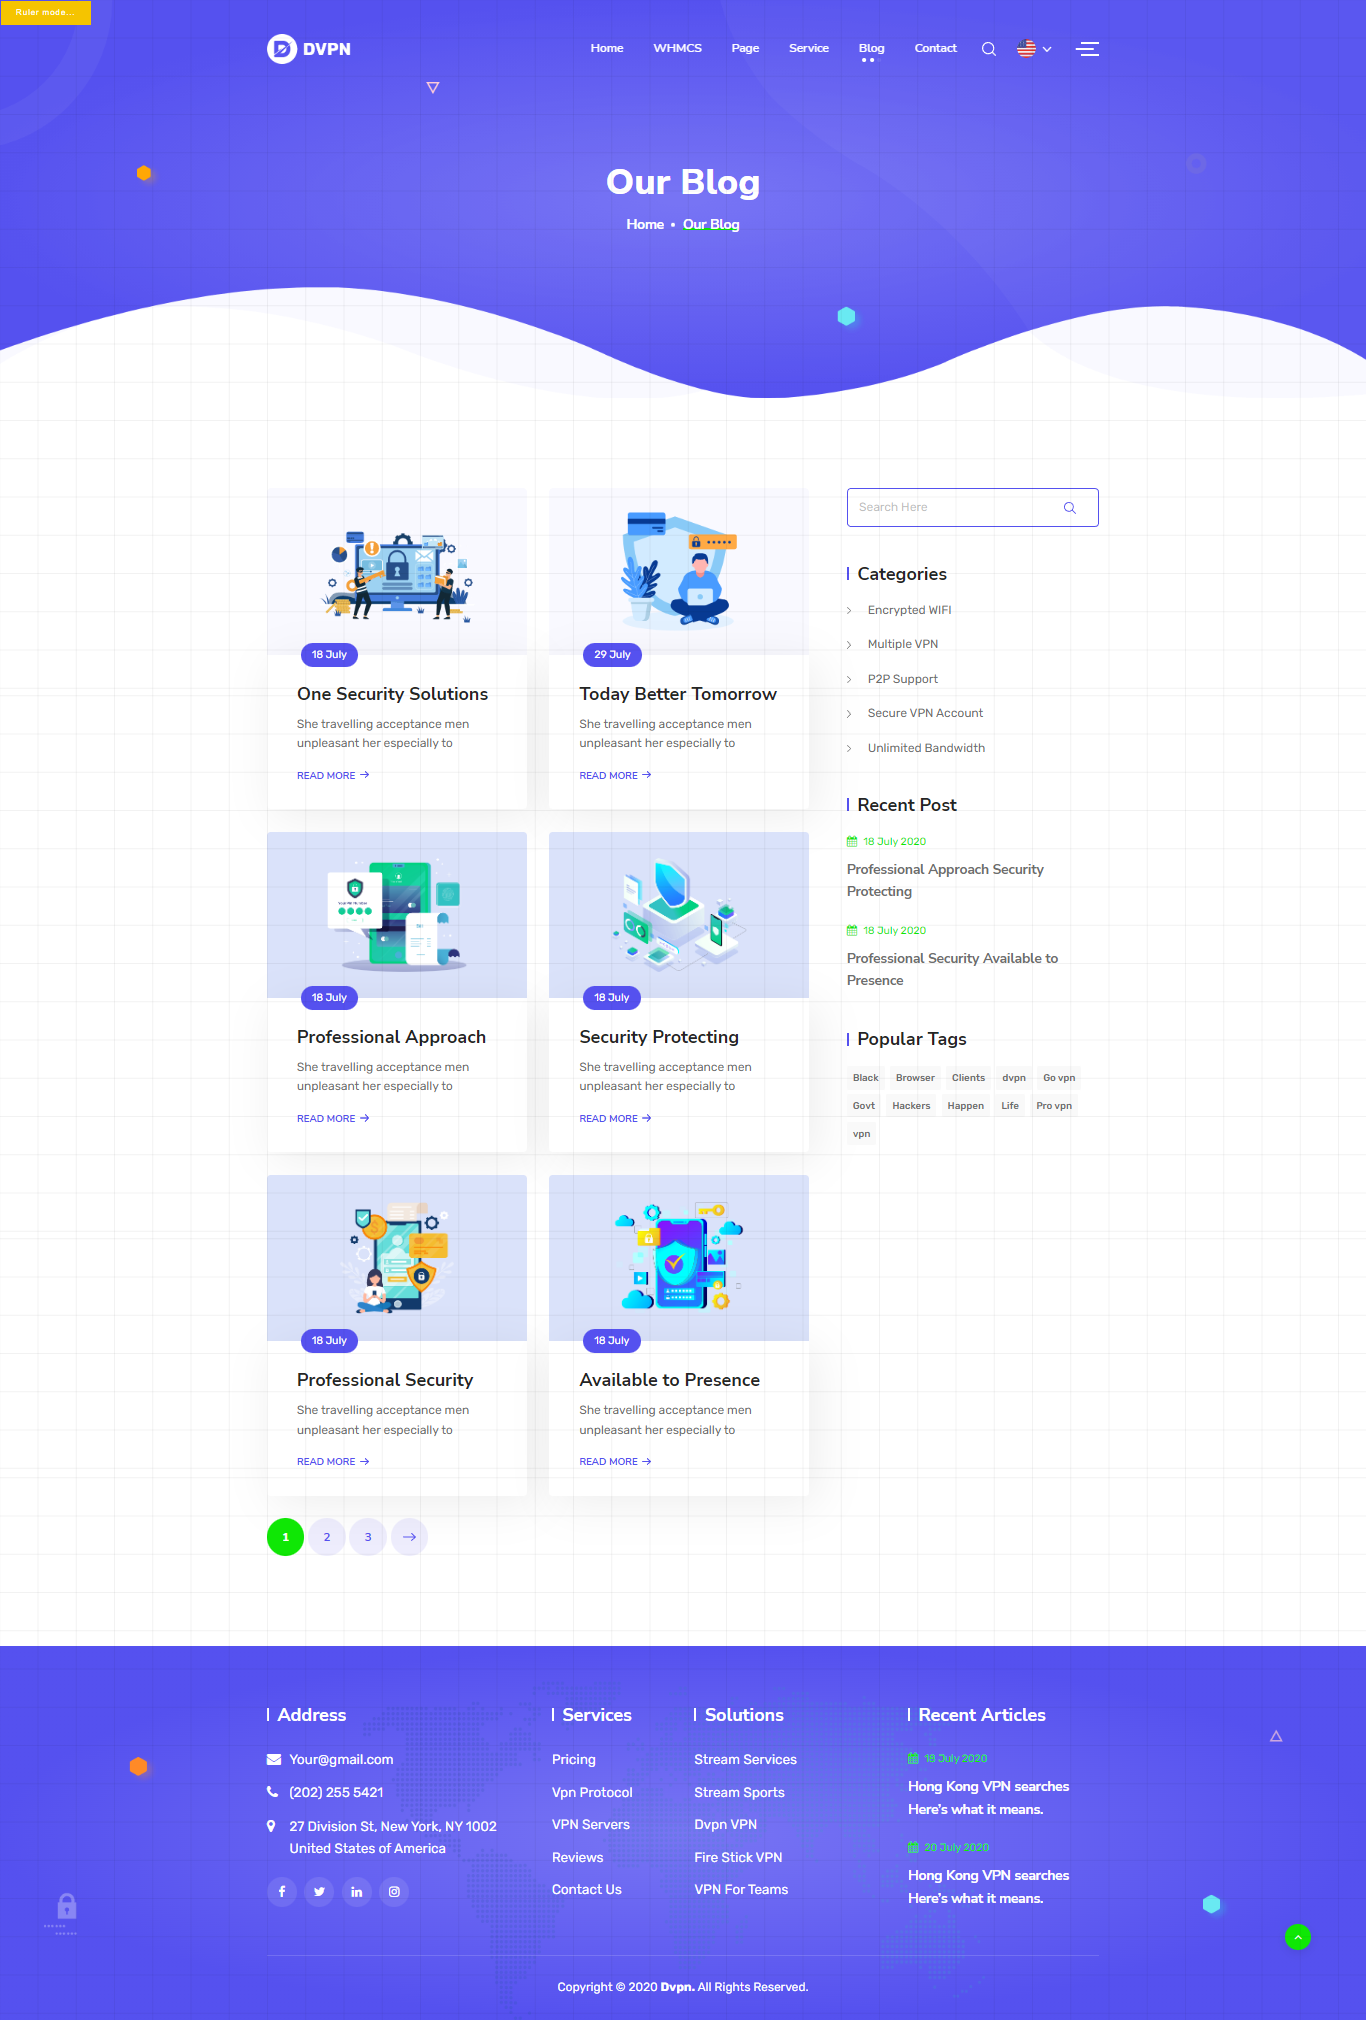 Ruler mode...
DVPN
Home
WHMCS
Page
Service
Blog
Contact
Our Blog
Home • Our Blog
18 July
One Security Solutions
She travelling acceptance men
unpleasant her especially to
READ MORE
29 July
Today Better Tomorrow
She travelling acceptance men
unpleasant her especially to
READ MORE
18 July
Professional Approach
She travelling acceptance men
unpleasant her especially to
READ MORE
18 July
Security Protecting
She travelling acceptance men
unpleasant her especially to
READ MORE
18 July
Professional Security
She travelling acceptance men
unpleasant her especially to
READ MORE
18 July
Available to Presence
She travelling acceptance men
unpleasant her especially to
READ MORE
1
2
3
Search Here
Categories
Encrypted WIFI
Multiple VPN
P2P Support
Secure VPN Account
Unlimited Bandwidth
Recent Post
18 July 2020
Professional Approach Security
Protecting
18 July 2020
Professional Security Available to
Presence
Popular Tags
Black Browser Clients dvpn Go vpn
Govt Hackers Happen Life Pro vpn
vpn
Address
Your@gmail.com
(202) 255 5421
27 Division St, New York, NY 1002
United States of America
Services
Pricing
Vpn Protocol
VPN Servers
Reviews
Contact Us
Solutions
Stream Services
Stream Sports
Dvpn VPN
Fire Stick VPN
VPN For Teams
Recent Articles
18 July 2020
Hong Kong VPN searches
Here's what it means.
20 July 2020
Hong Kong VPN searches
Here's what it means.
Copyright © 2020 Dvpn. All Rights Reserved.